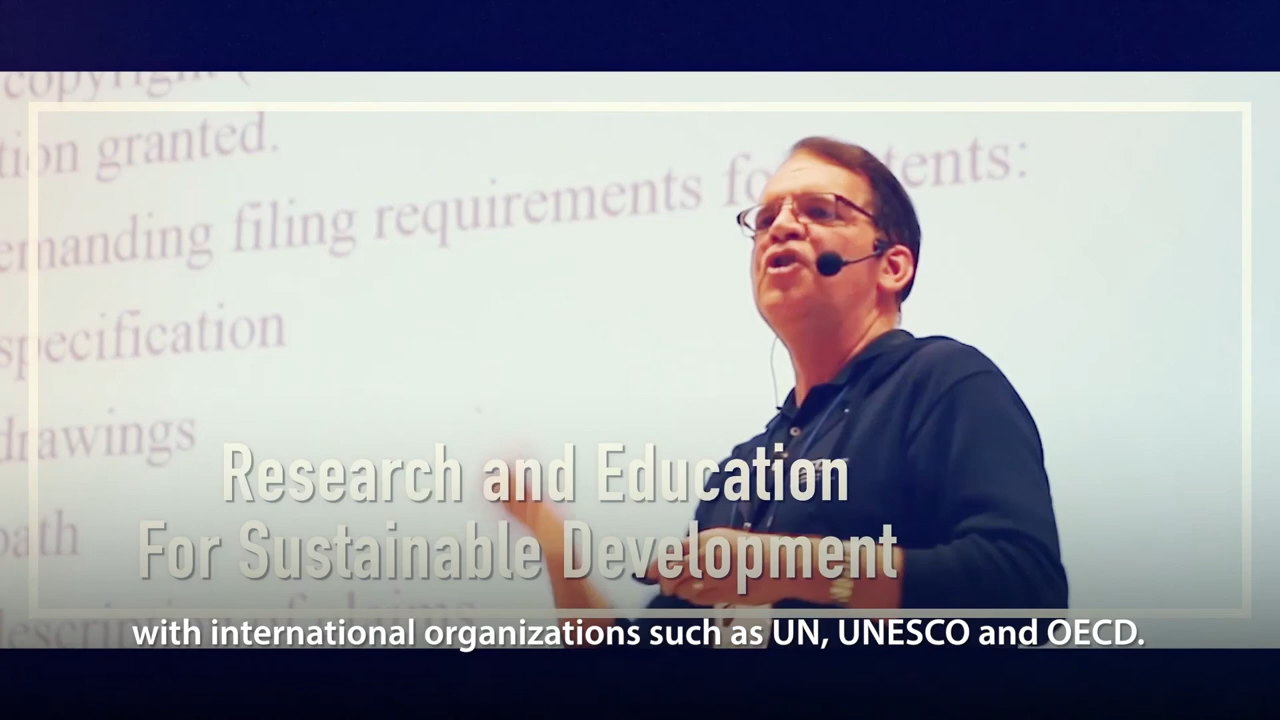 copyright (
tion granted.
emanding filing requirements for tents:
specification
drawings
Research and Education
For Sustainable Development
oath
with international organizations such as UN, UNESCO and OECD.